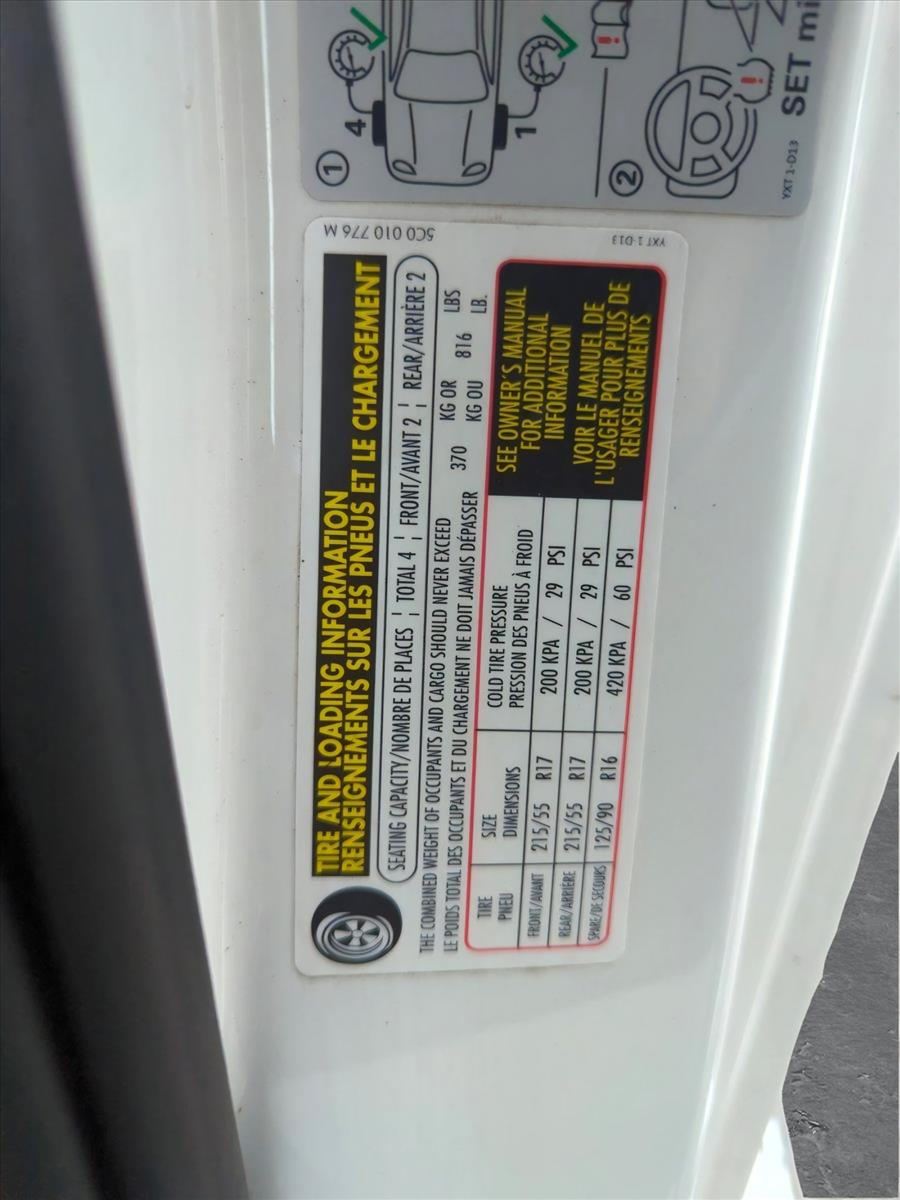 1
4
1
2
SET mi
YXT 1-D13
5C0 010 776 M
YXT 1-D13
TIRE AND LOADING INFORMATION
RENSEIGNEMENTS SUR LES PNEUS ET LE CHARGEMENT
SEATING CAPACITY/NOMBRE DE PLACES ¦ TOTAL 4 ¦ FRONT/AVANT 2 ¦ REAR/ARRIÈRE 2
THE COMBINED WEIGHT OF OCCUPANTS AND CARGO SHOULD NEVER EXCEED 370 KG OR 816 LBS
LE POIDS TOTAL DES OCCUPANTS ET DU CHARGEMENT NE DOIT JAMAIS DÉPASSER KG OU LB.
TIRE SIZE COLD TIRE PRESSURE
PNEU DIMENSIONS PRESSION DES PNEUS À FROID
FRONT/AVANT 215/55 R17 200 KPA / 29 PSI
REAR/ARRIÈRE 215/55 R17 200 KPA / 29 PSI
SPARE/DE SECOURS 125/90 R16 420 KPA / 60 PSI
SEE OWNER'S MANUAL
FOR ADDITIONAL
INFORMATION
VOIR LE MANUEL DE
L'USAGER POUR PLUS DE
RENSEIGNEMENTS